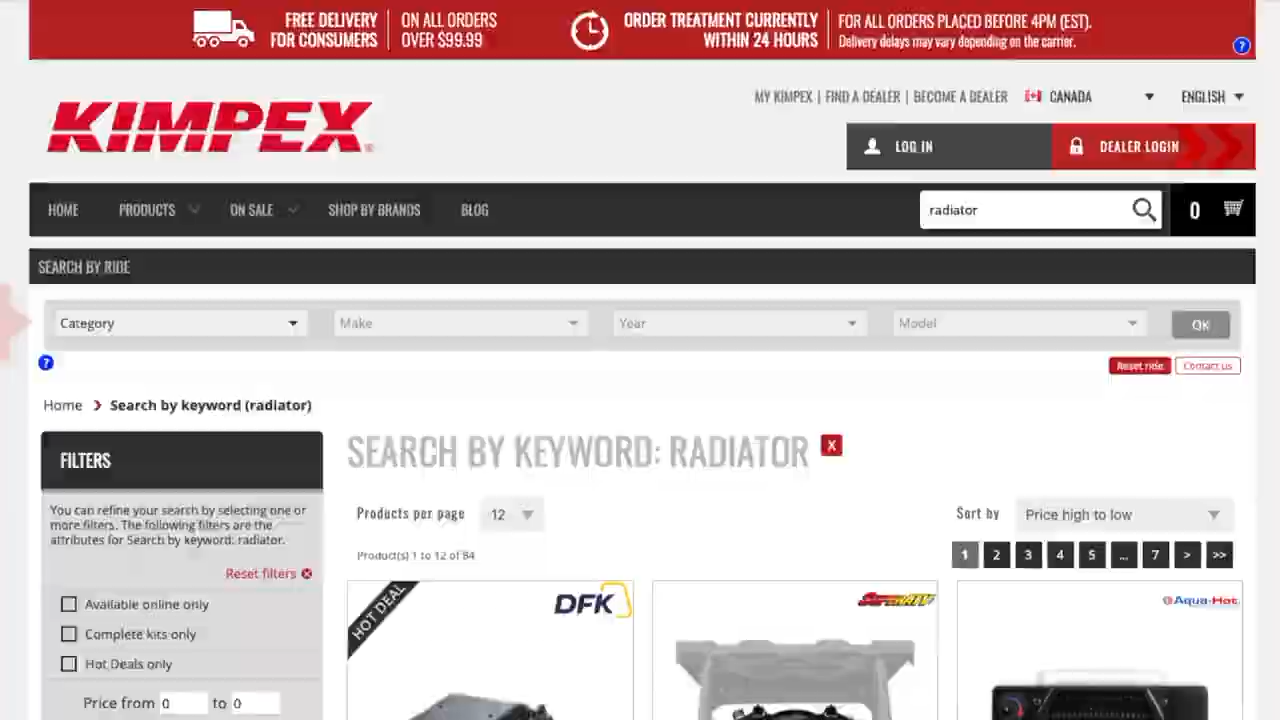 FREE DELIVERY
FOR CONSUMERS
ON ALL ORDERS
OVER $99.99
ORDER TREATMENT CURRENTLY
WITHIN 24 HOURS
FOR ALL ORDERS PLACED BEFORE 4PM (EST).
Delivery delays may vary depending on the carrier.
?
KIMPEX
MY KIMPEX | FIND A DEALER | BECOME A DEALER CANADA ENGLISH
LOG IN DEALER LOGIN
HOME PRODUCTS ON SALE SHOP BY BRANDS BLOG radiator 0
SEARCH BY RIDE
Category Make Year Model OK
? Reset ride Contact us
Home > Search by keyword (radiator)
FILTERS
You can refine your search by selecting one or
more filters. The following filters are the
attributes for Search by keyword: radiator.
Reset filters
Available online only
Complete kits only
Hot Deals only
Price from 0 to 0
SEARCH BY KEYWORD: RADIATOR X
Products per page 12
Sort by Price high to low
Product(s) 1 to 12 of 84
1 2 3 4 5 ... 7 > >>
HOT DEAL
DFK
SUPERATV
Aqua-Hot